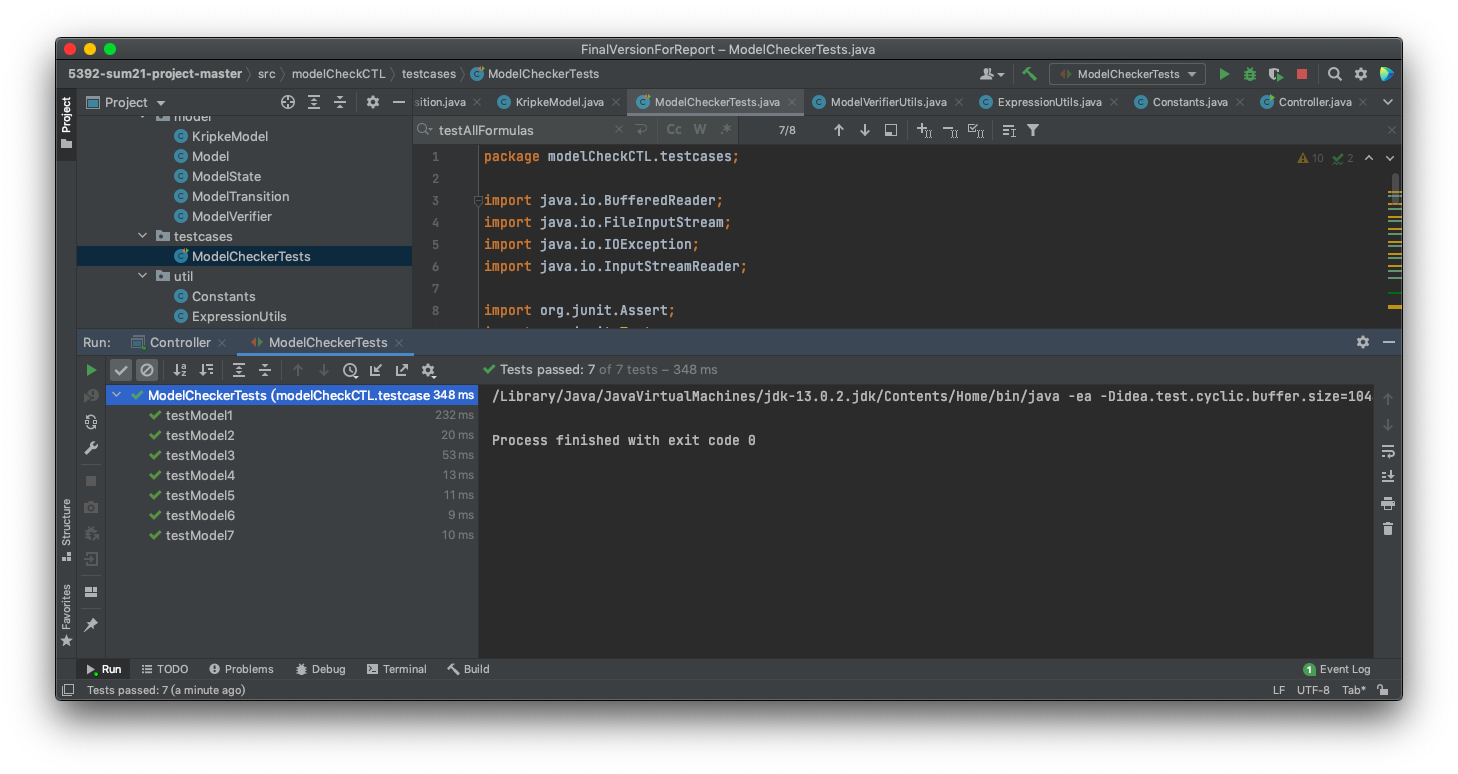 FinalVersionForReport – ModelCheckerTests.java
5392-sum21-project-master src modelCheckCTL testcases ModelCheckerTests
ModelCheckerTests
Project
Project
sition.java KripkeModel.java ModelCheckerTests.java ModelVerifierUtils.java ExpressionUtils.java Constants.java Controller.java
model
KripkeModel
Model
ModelState
ModelTransition
ModelVerifier
testcases
ModelCheckerTests
util
Constants
ExpressionUtils
testAllFormulas Cc W .* 7/8
10 2
1 package modelCheckCTL.testcases;
2
3 import java.io.BufferedReader;
4 import java.io.FileInputStream;
5 import java.io.IOException;
6 import java.io.InputStreamReader;
7
8 import org.junit.Assert;
Run: Controller ModelCheckerTests
Tests passed: 7 of 7 tests – 348 ms
ModelCheckerTests (modelCheckCTL.testcase 348 ms
testModel1 232 ms
testModel2 20 ms
testModel3 53 ms
testModel4 13 ms
testModel5 11 ms
testModel6 9 ms
testModel7 10 ms
/Library/Java/JavaVirtualMachines/jdk-13.0.2.jdk/Contents/Home/bin/java -ea -Didea.test.cyclic.buffer.size=104
Process finished with exit code 0
Structure
Favorites
Run TODO Problems Debug Terminal Build
1 Event Log
Tests passed: 7 (a minute ago)
LF UTF-8 Tab*